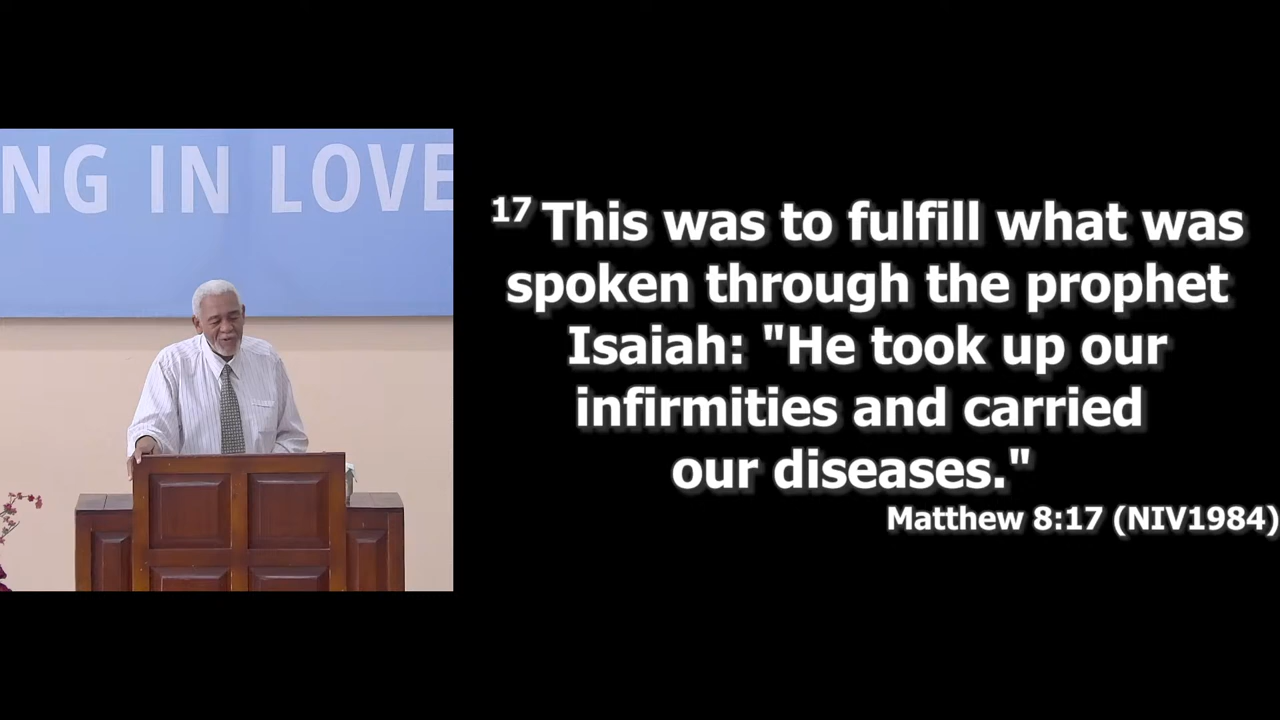 NG IN LOVE
17 This was to fulfill what was
spoken through the prophet
Isaiah: "He took up our
infirmities and carried
our diseases."
Matthew 8:17 (NIV1984)